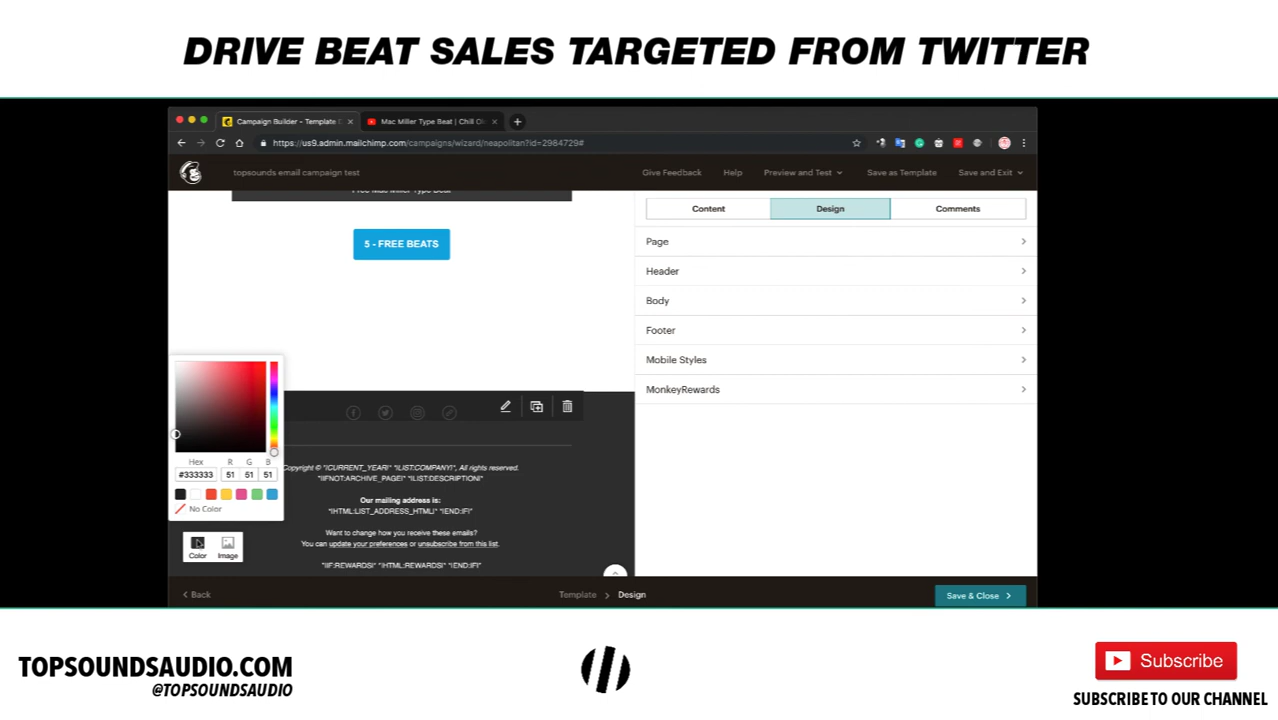 DRIVE BEAT SALES TARGETED FROM TWITTER
Campaign Builder - Template
Mac Miller Type Beat | Chill
https://us9.admin.mailchimp.com/campaigns/wizard/neapolitan?id=2984729#
topsounds email campaign test
Give Feedback Help Preview and Test Save as Template Save and Exit
Free Mac Miller Type Beat
Content Design Comments
5 - FREE BEATS
Page
Header
Body
Footer
Mobile Styles
MonkeyRewards
Hex R G B
#333333 51 51 51
No Color
Color Image
Copyright © *|CURRENT_YEAR|* *|LIST:COMPANY|*, All rights reserved.
*|IFNOT:ARCHIVE_PAGE|* *|LIST:DESCRIPTION|*
Our mailing address is:
*|HTML:LIST_ADDRESS_HTML|* *|END:IF|*
Want to change how you receive these emails?
You can update your preferences or unsubscribe from this list.
*|IF:REWARDS|* *|HTML:REWARDS|* *|END:IF|*
Back Template Design Save & Close
TOPSOUNDSAUDIO.COM
@TOPSOUNDSAUDIO
Subscribe
SUBSCRIBE TO OUR CHANNEL